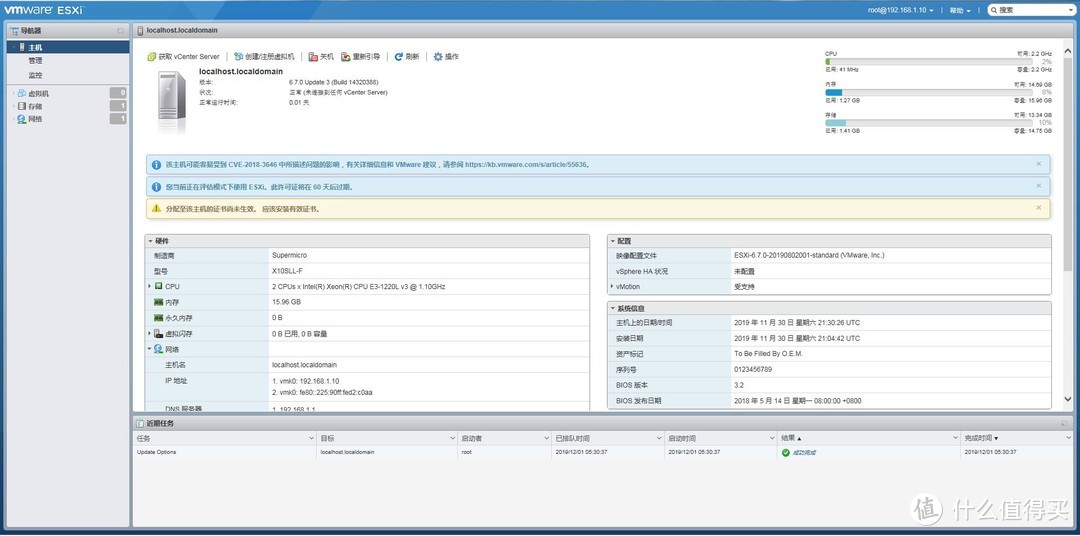 vmware ESXi™
root@192.168.1.10
帮助
搜索
导航器
主机
管理
监控
虚拟机 0
存储 1
网络 1
localhost.localdomain
获取 vCenter Server
创建/注册虚拟机
关机
重新引导
刷新
操作
localhost.localdomain
版本: 6.7.0 Update 3 (Build 14320388)
状况: 正常 (未连接到任何 vCenter Server)
正常运行时间: 0.01 天
CPU 可用: 2.2 GHz
2%
已用: 41 MHz 容量: 2.2 GHz
内存 可用: 14.69 GB
8%
已用: 1.27 GB 容量: 15.96 GB
存储 可用: 13.34 GB
10%
已用: 1.41 GB 容量: 14.75 GB
该主机可能容易受到 CVE-2018-3646 中所描述问题的影响，有关详细信息和 VMware 建议，请参阅 https://kb.vmware.com/s/article/55636。
您当前正在评估模式下使用 ESXi。此许可证将在 60 天后过期。
分配至该主机的证书尚未生效。 应该安装有效证书。
硬件
制造商 Supermicro
型号 X10SLL-F
CPU 2 CPUs x Intel(R) Xeon(R) CPU E3-1220L v3 @ 1.10GHz
内存 15.96 GB
永久内存 0 B
虚拟闪存 0 B 已用, 0 B 容量
网络
主机名 localhost.localdomain
IP 地址 1. vmk0: 192.168.1.10
2. vmk0: fe80::225:90ff:fed2:c0aa
DNS 服务器 1. 192.168.1.1
配置
映像配置文件 ESXi-6.7.0-20190802001-standard (VMware, Inc.)
vSphere HA 状况 未配置
vMotion 受支持
系统信息
主机上的日期/时间 2019 年 11 月 30 日 星期六 21:30:26 UTC
安装日期 2019 年 11 月 30 日 星期六 21:04:42 UTC
资产标记 To Be Filled By O.E.M.
序列号 0123456789
BIOS 版本 3.2
BIOS 发布日期 2018 年 5 月 14 日 星期一 08:00:00 +0800
近期任务
任务 目标 启动者 已排队时间 启动时间 结果 ▲ 完成时间 ▼
Update Options localhost.localdomain root 2019/12/01 05:30:37 2019/12/01 05:30:37 成功完成 2019/12/01 05:30:37
值 什么值得买